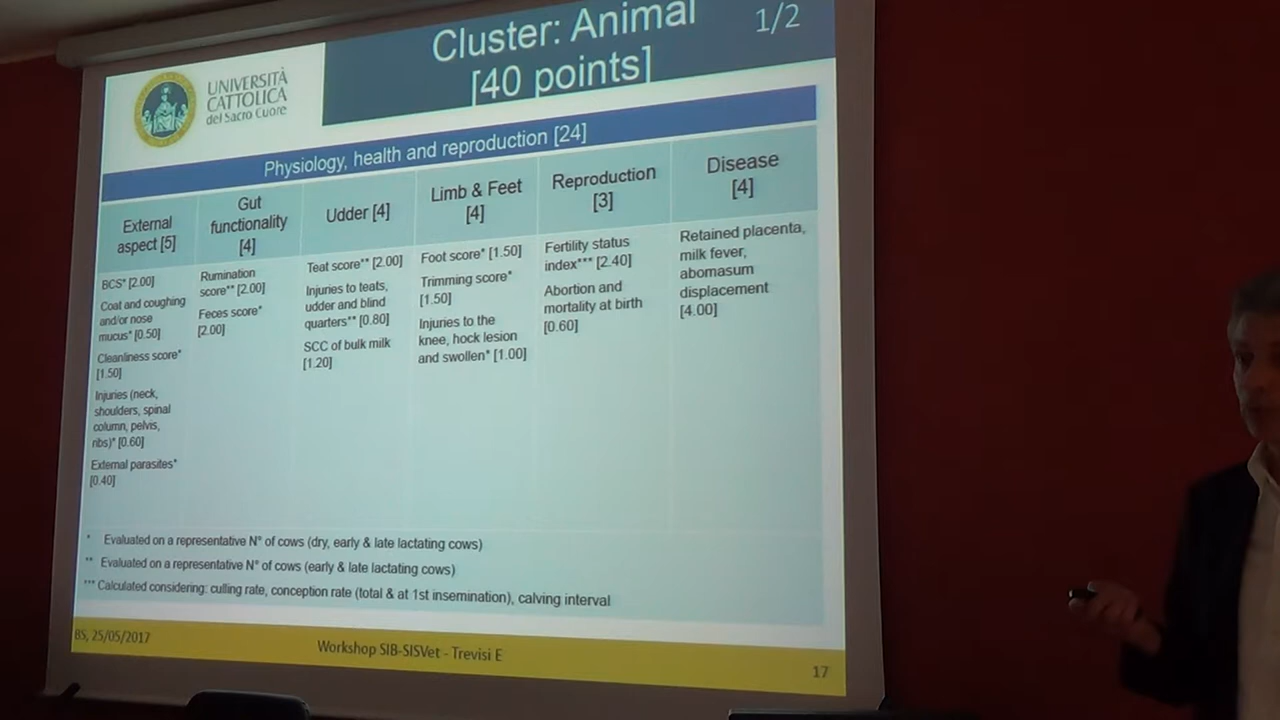 Cluster: Animal
[40 points]
1/2
UNIVERSITÀ
CATTOLICA
del Sacro Cuore
Physiology, health and reproduction [24]
External
aspect [5]
Gut
functionality
[4]
Udder [4]
Limb & Feet
[4]
Reproduction
[3]
Disease
[4]
BCS* [2.00]
Coat and coughing
and/or nose
mucus* [0.50]
Cleanliness score*
[1.50]
Injuries (neck,
shoulders, spinal
column, pelvis,
ribs)* [0.60]
External parasites*
[0.40]
Rumination
score** [2.00]
Feces score*
[2.00]
Teat score** [2.00]
Injuries to teats,
udder and blind
quarters** [0.80]
SCC of bulk milk
[1.20]
Foot score* [1.50]
Trimming score*
[1.50]
Injuries to the
knee, hock lesion
and swollen* [1.00]
Fertility status
index*** [2.40]
Abortion and
mortality at birth
[0.60]
Retained placenta,
milk fever,
abomasum
displacement
[4.00]
* Evaluated on a representative N° of cows (dry, early & late lactating cows)
** Evaluated on a representative N° of cows (early & late lactating cows)
*** Calculated considering: culling rate, conception rate (total & at 1st insemination), calving interval
BS, 25/05/2017
Workshop SIB-SISVet - Trevisi E
17